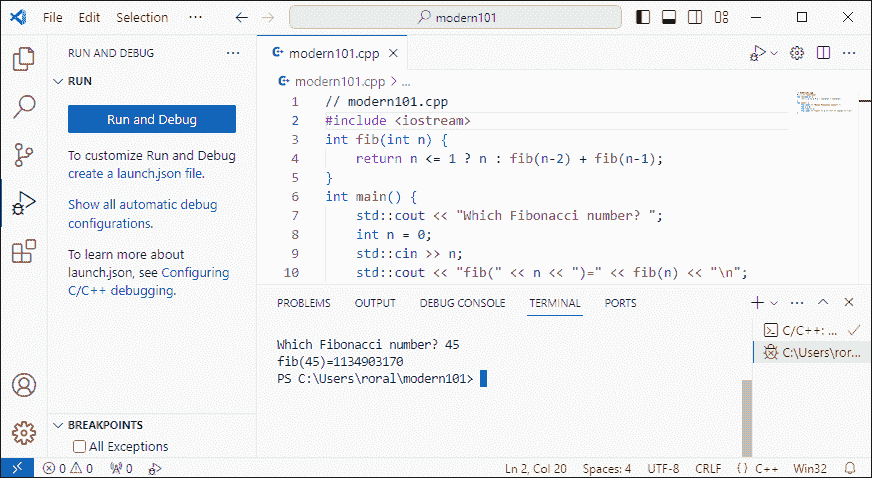 File Edit Selection ··· modern101
RUN AND DEBUG ···
RUN
Run and Debug
To customize Run and Debug
create a launch.json file.
Show all automatic debug
configurations.
To learn more about
launch.json, see Configuring
C/C++ debugging.
BREAKPOINTS
All Exceptions
modern101.cpp
modern101.cpp > ...
1 // modern101.cpp
2 #include <iostream>
3 int fib(int n) {
4     return n <= 1 ? n : fib(n-2) + fib(n-1);
5 }
6 int main() {
7     std::cout << "Which Fibonacci number? ";
8     int n = 0;
9     std::cin >> n;
10     std::cout << "fib(" << n << ")=" << fib(n) << "\n";
PROBLEMS OUTPUT DEBUG CONSOLE TERMINAL PORTS
Which Fibonacci number? 45
fib(45)=1134903170
PS C:\Users\roral\modern101>
C/C++: ...
C:\Users\ror...
0 0 0 Ln 2, Col 20 Spaces: 4 UTF-8 CRLF {} C++ Win32